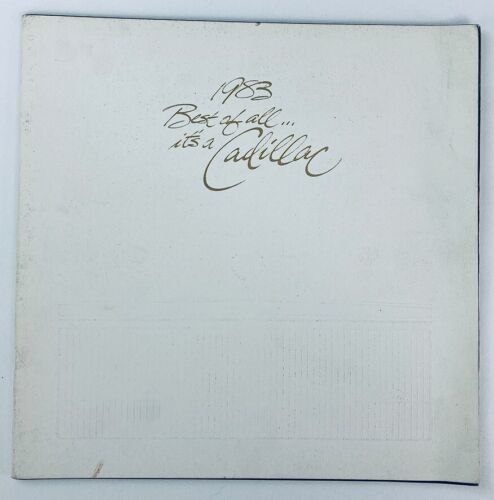 1983
Best of all...
it's a Cadillac